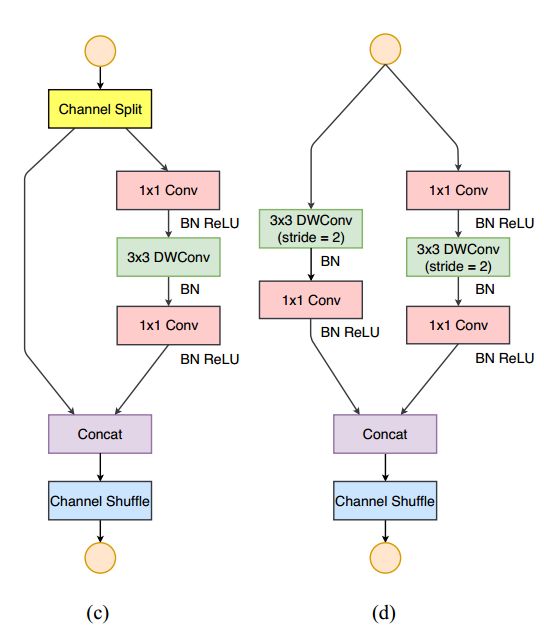 Channel Split
1x1 Conv
BN ReLU
3x3 DWConv
BN
1x1 Conv
BN ReLU
Concat
Channel Shuffle
(c)
3x3 DWConv
(stride = 2)
BN
1x1 Conv
BN ReLU
1x1 Conv
BN ReLU
3x3 DWConv
(stride = 2)
BN
1x1 Conv
BN ReLU
Concat
Channel Shuffle
(d)